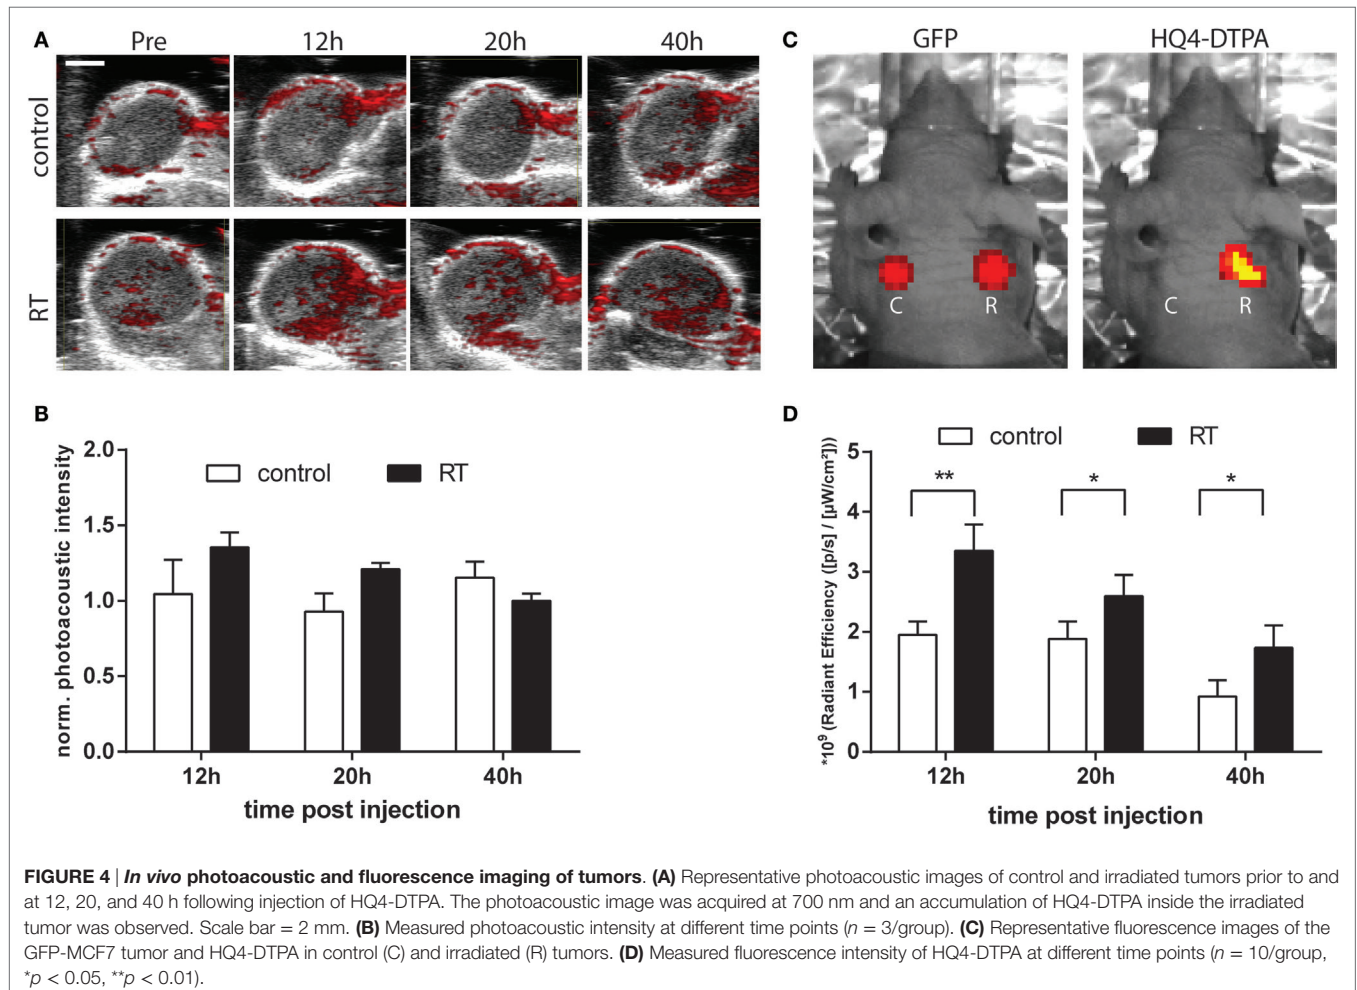 A
Pre
12h
20h
40h
control
RT
C
GFP
HQ4-DTPA
C
R
C
R
B
norm. photoacoustic intensity
2.0
1.5
1.0
0.5
0.0
control
RT
12h
20h
40h
time post injection
D
control
RT
*10⁹ (Radiant Efficiency ([p/s] / [µW/cm²]))
5
4
3
2
1
0
**
*
*
12h
20h
40h
time post injection
FIGURE 4 | In vivo photoacoustic and fluorescence imaging of tumors. (A) Representative photoacoustic images of control and irradiated tumors prior to and
at 12, 20, and 40 h following injection of HQ4-DTPA. The photoacoustic image was acquired at 700 nm and an accumulation of HQ4-DTPA inside the irradiated
tumor was observed. Scale bar = 2 mm. (B) Measured photoacoustic intensity at different time points (n = 3/group). (C) Representative fluorescence images of the
GFP-MCF7 tumor and HQ4-DTPA in control (C) and irradiated (R) tumors. (D) Measured fluorescence intensity of HQ4-DTPA at different time points (n = 10/group,
*p < 0.05, **p < 0.01).